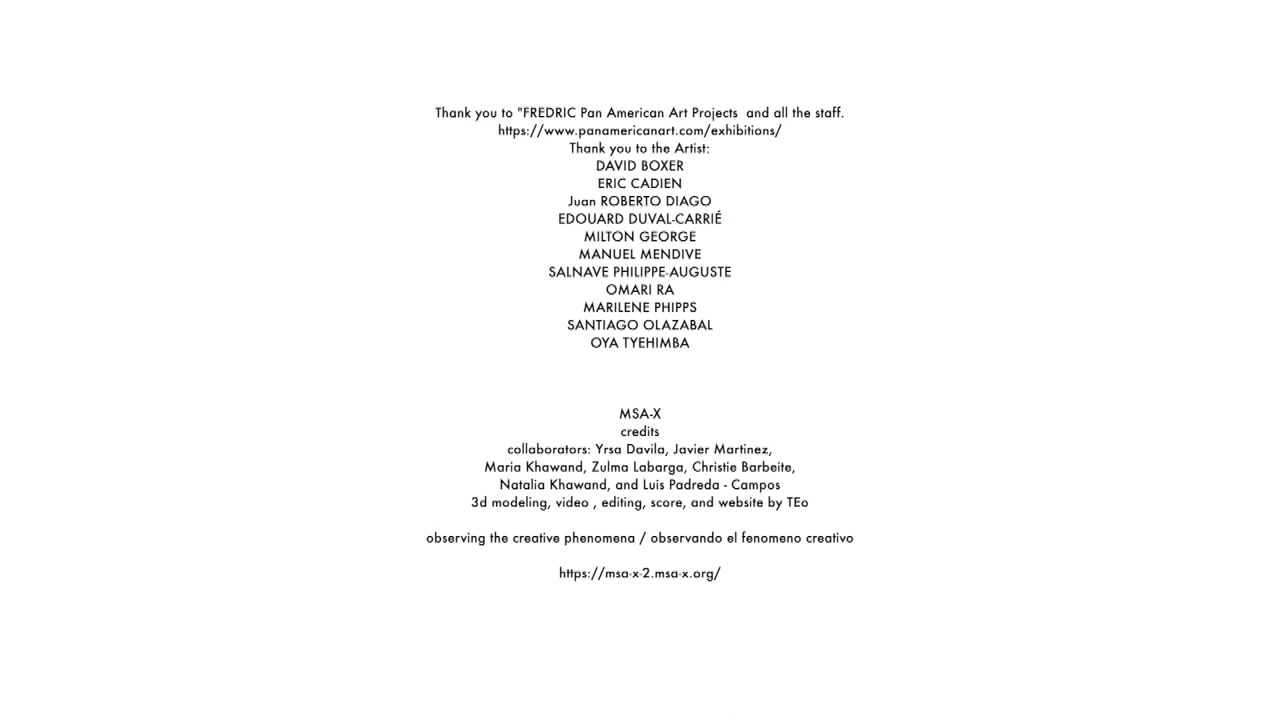 Thank you to "FREDRIC Pan American Art Projects  and all the staff.
https://www.panamericanart.com/exhibitions/
Thank you to the Artist:
DAVID BOXER
ERIC CADIEN
Juan ROBERTO DIAGO
EDOUARD DUVAL-CARRIÉ
MILTON GEORGE
MANUEL MENDIVE
SALNAVE PHILIPPE-AUGUSTE
OMARI RA
MARILENE PHIPPS
SANTIAGO OLAZABAL
OYA TYEHIMBA
MSA-X
credits
collaborators: Yrsa Davila, Javier Martinez,
Maria Khawand, Zulma Labarga, Christie Barbeite,
Natalia Khawand, and Luis Padreda - Campos
3d modeling, video , editing, score, and website by TEo
observing the creative phenomena / observando el fenomeno creativo
https://msa-x-2.msa-x.org/